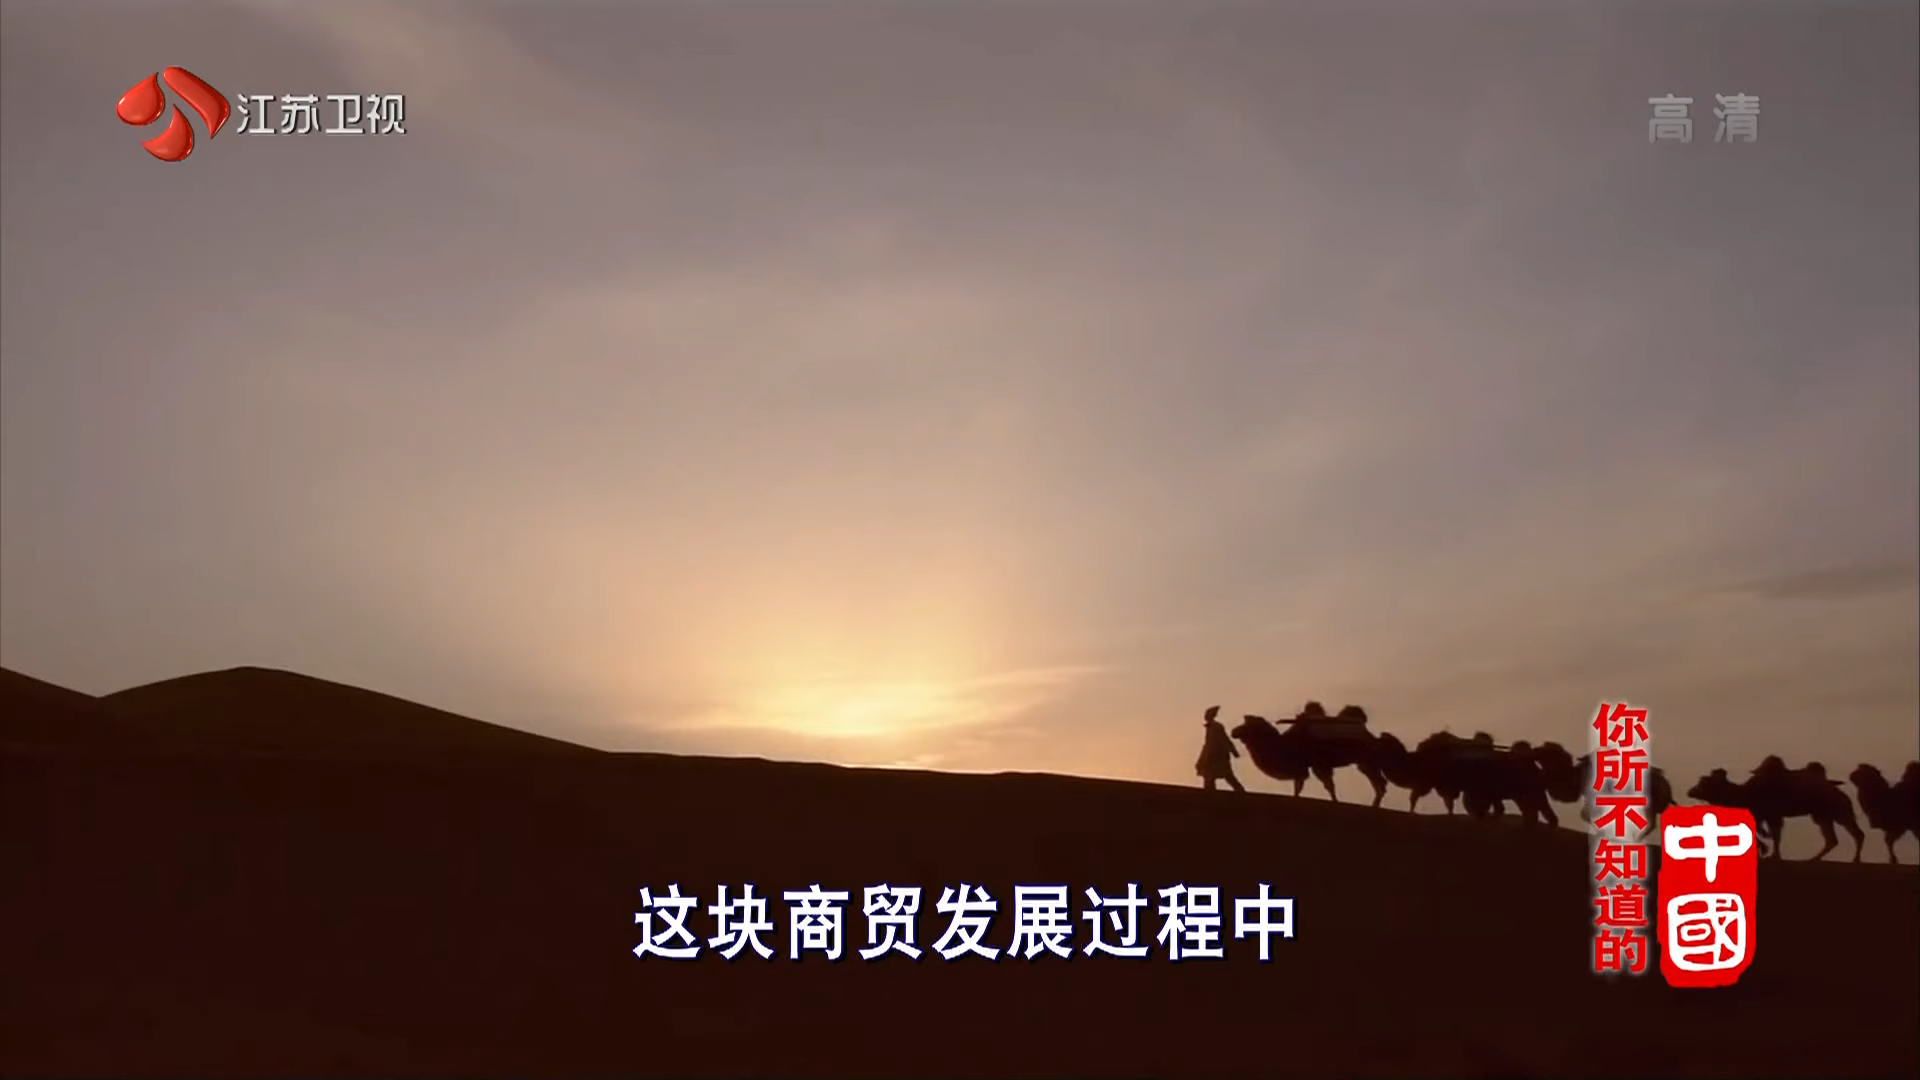 江苏卫视
高清
你所不知道的
中國
这块商贸发展过程中